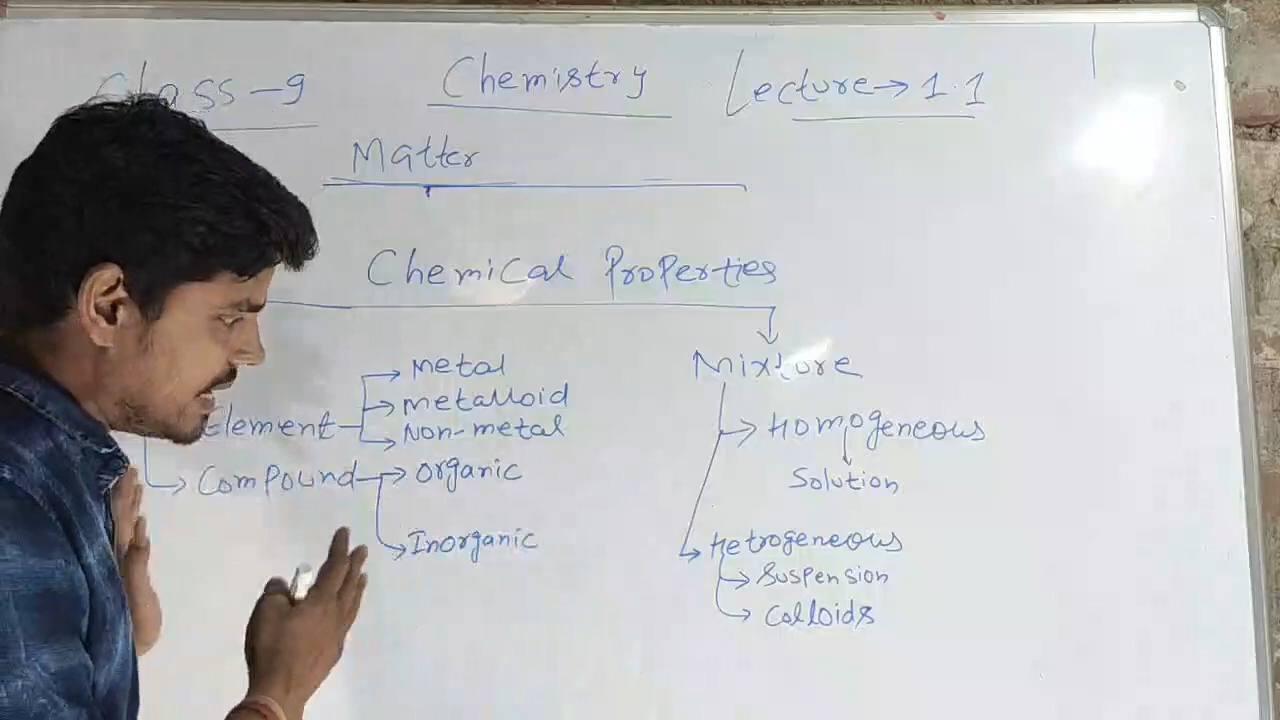 Class-9 Chemistry Lecture→ 1.1
Matter
Chemical Properties
Mixture
Metal
Metalloid
Element
Non-metal
Homogeneous
Compound
organic
Solution
Inorganic
Hetrogeneous
Suspension
Colloids